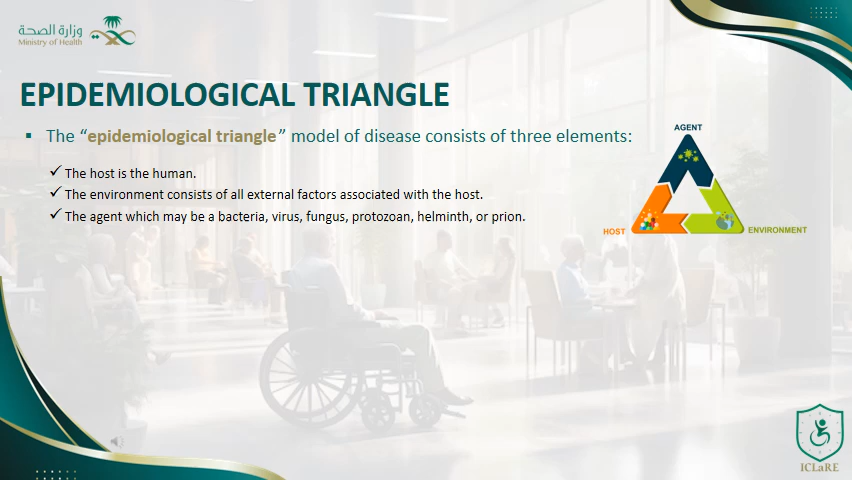 وزارة الصحة
Ministry of Health
EPIDEMIOLOGICAL TRIANGLE
▪ The “epidemiological triangle” model of disease consists of three elements:
✓ The host is the human.
✓ The environment consists of all external factors associated with the host.
✓ The agent which may be a bacteria, virus, fungus, protozoan, helminth, or prion.
AGENT
HOST
ENVIRONMENT
ICLaRE